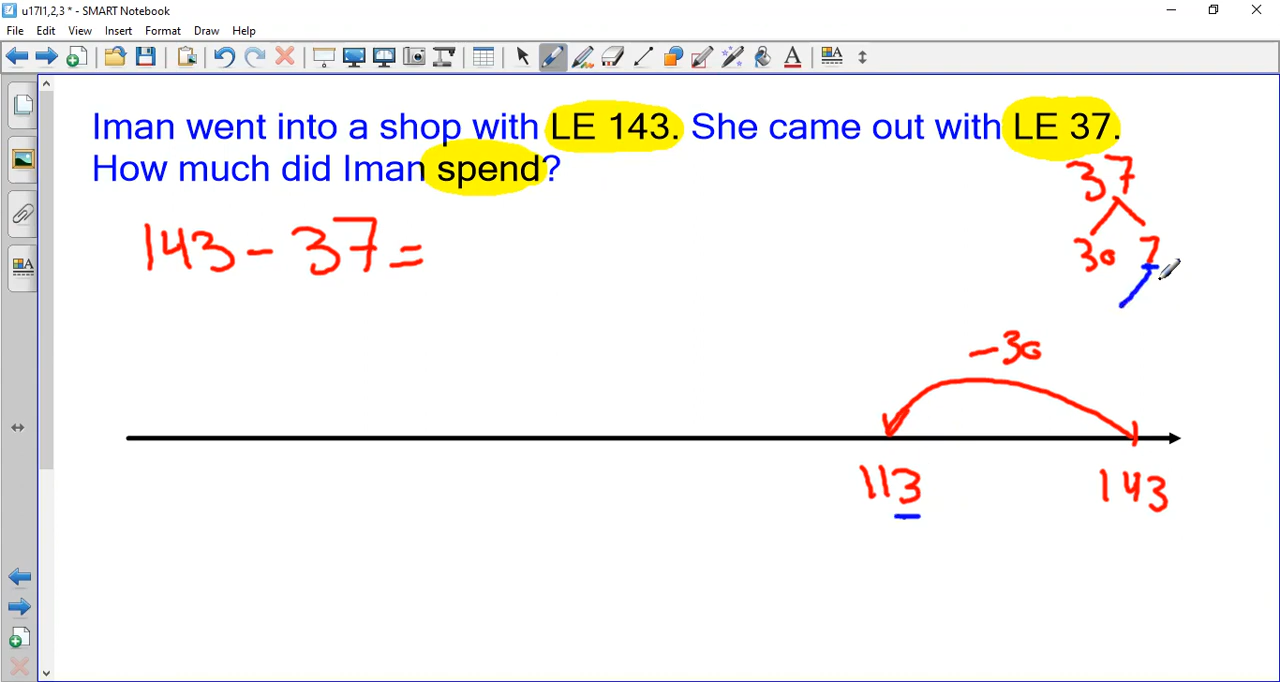 u17l1,2,3 * - SMART Notebook
File Edit View Insert Format Draw Help
Iman went into a shop with LE 143. She came out with LE 37.
How much did Iman spend?
37
143 - 37 =
30 7
-30
113 143